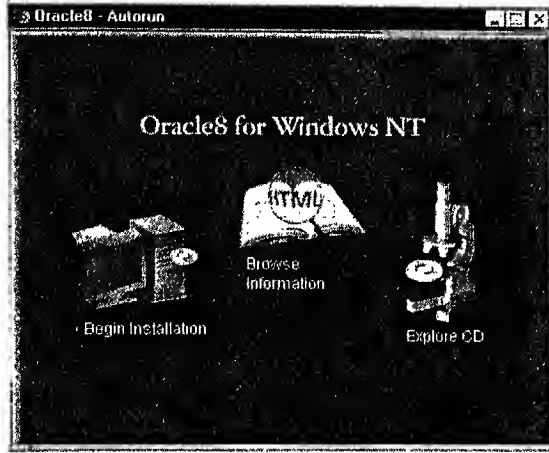 Oracle8 - Autorun
Oracle8 for Windows NT
HTML
Browse
Information
Begin Installation
Explore CD